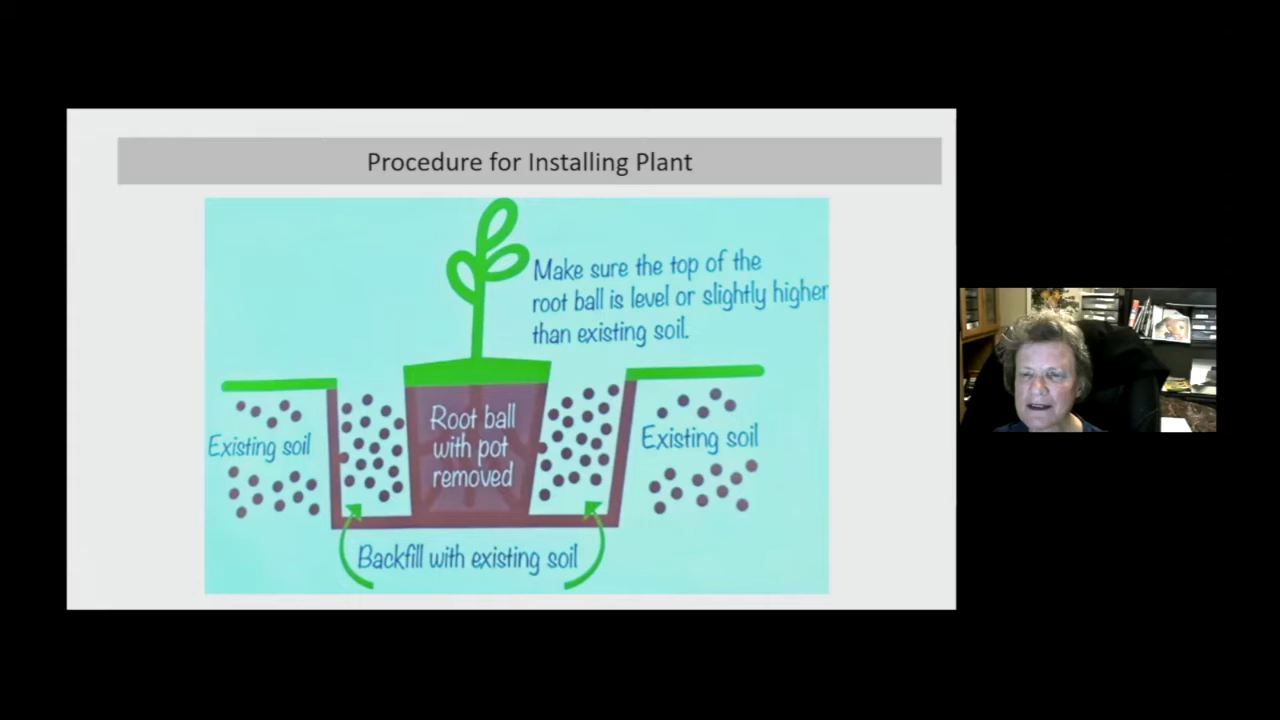 Procedure for Installing Plant
Make sure the top of the
root ball is level or slightly higher
than existing soil.
Root ball
with pot
removed
Existing soil
Existing soil
Backfill with existing soil